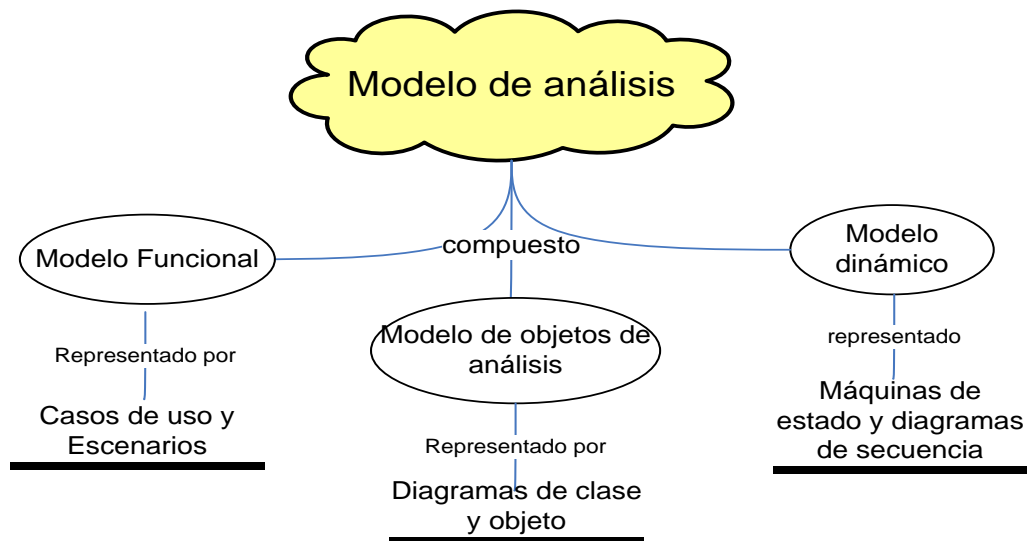 Modelo de análisis
compuesto
Modelo Funcional
Representado por
Casos de uso y
Escenarios
Modelo de objetos de
análisis
Representado por
Diagramas de clase
y objeto
Modelo
dinámico
representado
Máquinas de
estado y diagramas
de secuencia